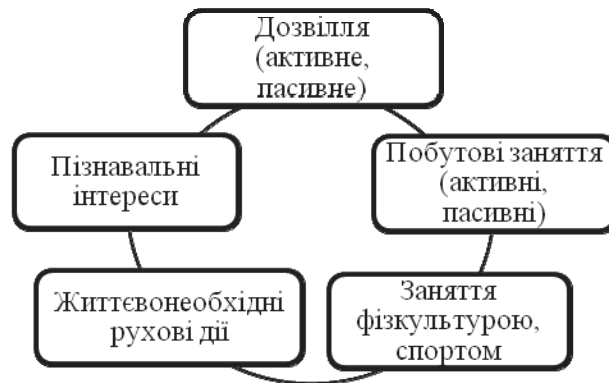 Дозвілля
(активне,
пасивне)
Пізнавальні
інтереси
Побутові заняття
(активні,
пасивні)
Життєвонеобхідні
рухові дії
Заняття
фізкультурою,
спортом